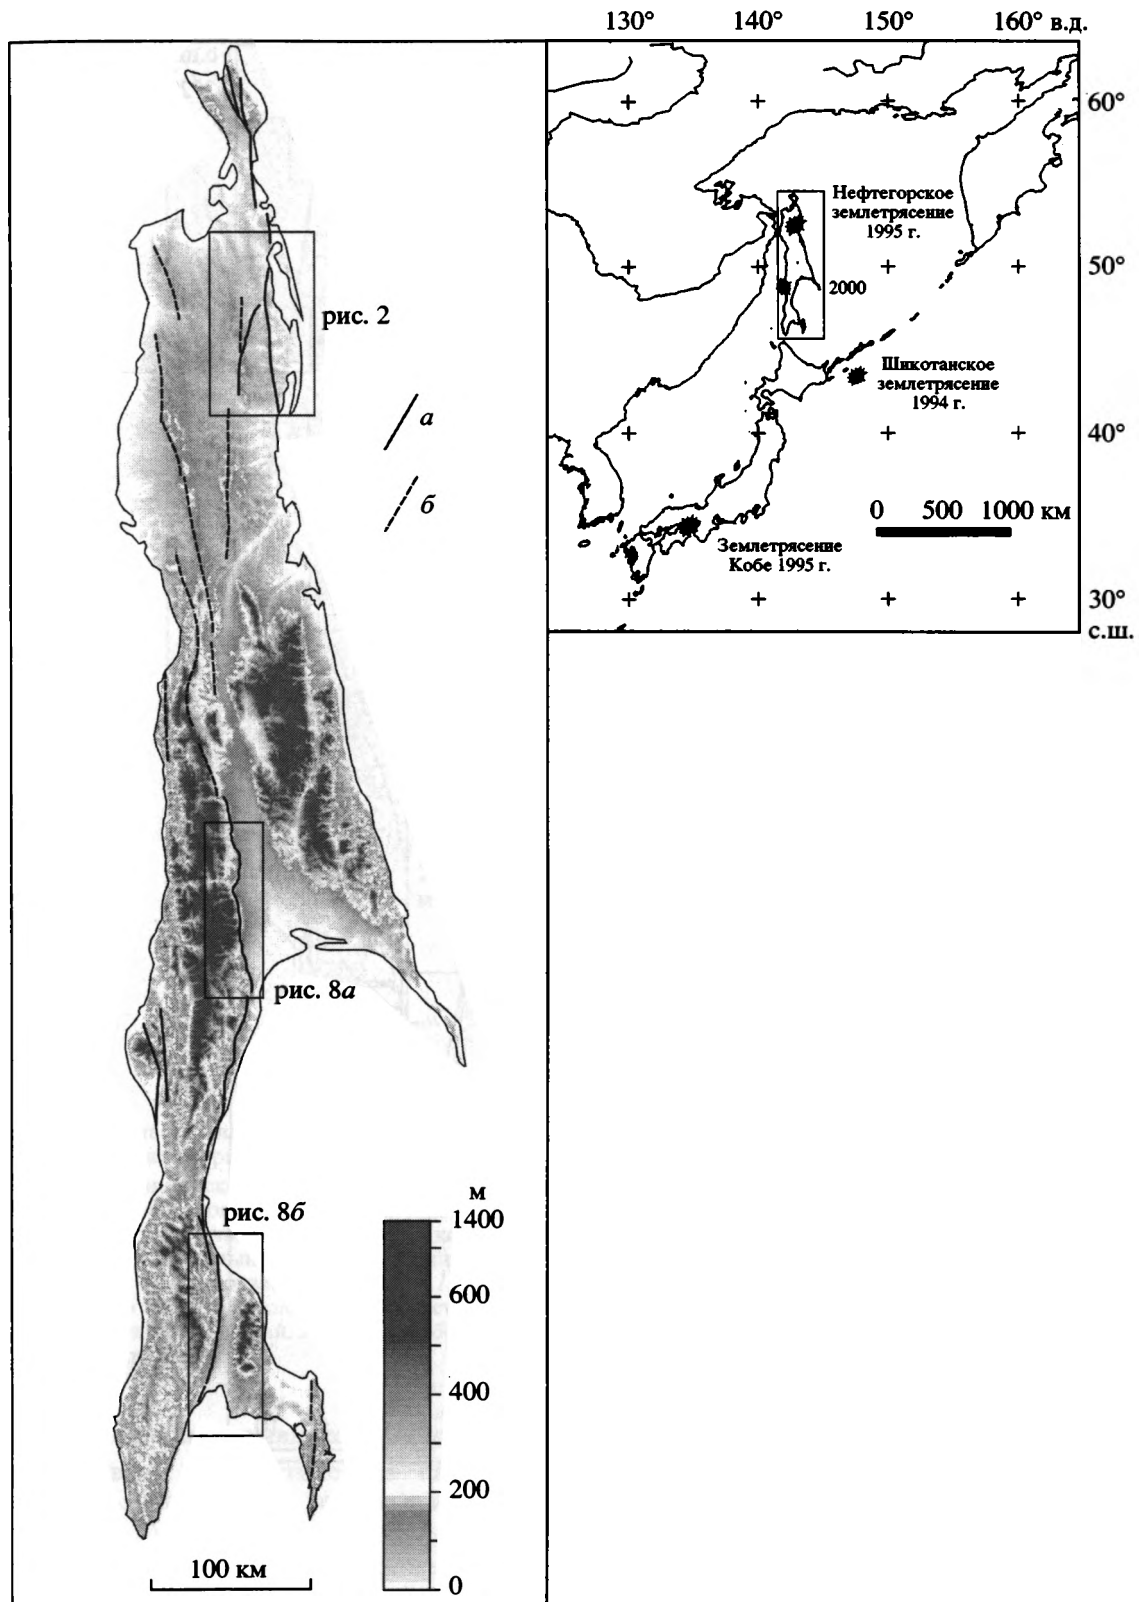 130° 140° 150° 160° в.д.
60°
Нефтегорское
землетрясение
1995 г.
50°
2000
рис. 2
Шикотанское
землетрясение
1994 г.
а
40°
б
0 500 1000 км
Землетрясение
Кобе 1995 г.
30°
с.ш.
рис. 8а
рис. 8б
м
1400
600
400
200
0
100 км